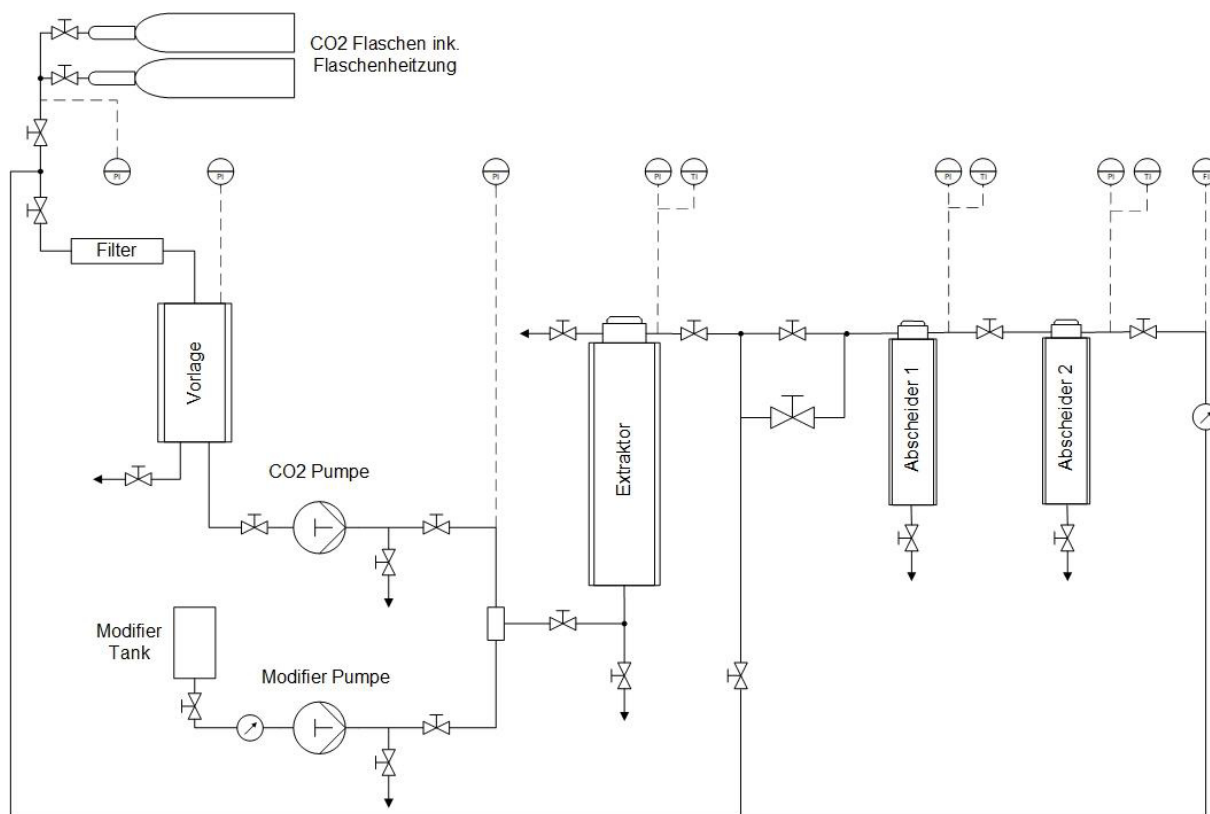 CO2 Flaschen ink.
Flaschenheitzung
PI
PI
PI
PI
TI
PI
TI
PI
TI
FI
Filter
Vorlage
Extraktor
Abscheider 1
Abscheider 2
CO2 Pumpe
Modifier
Tank
Modifier Pumpe